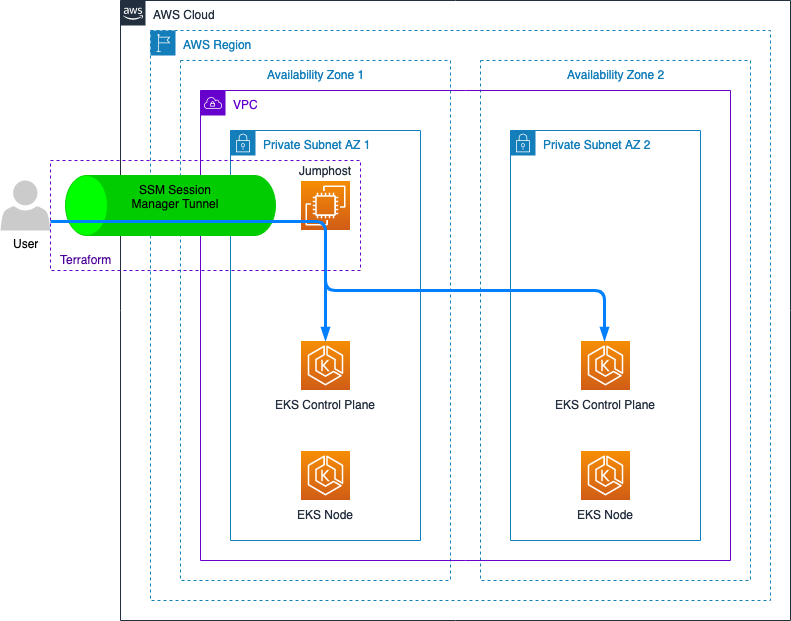 aws
AWS Cloud
AWS Region
Availability Zone 1
Availability Zone 2
VPC
Private Subnet AZ 1
Private Subnet AZ 2
Jumphost
SSM Session
Manager Tunnel
User
Terraform
EKS Control Plane
EKS Control Plane
EKS Node
EKS Node